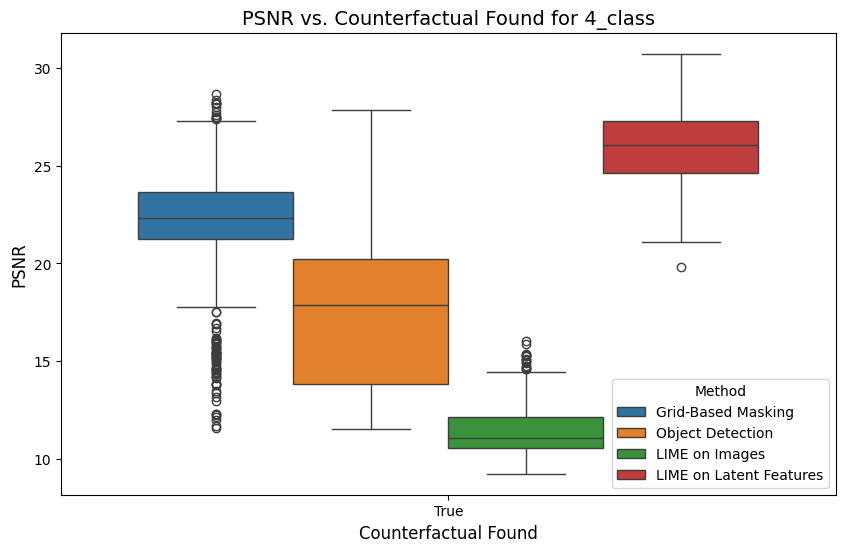 PSNR vs. Counterfactual Found for 4_class
30
25
20
15
10
PSNR
True
Counterfactual Found
Method
Grid-Based Masking
Object Detection
LIME on Images
LIME on Latent Features